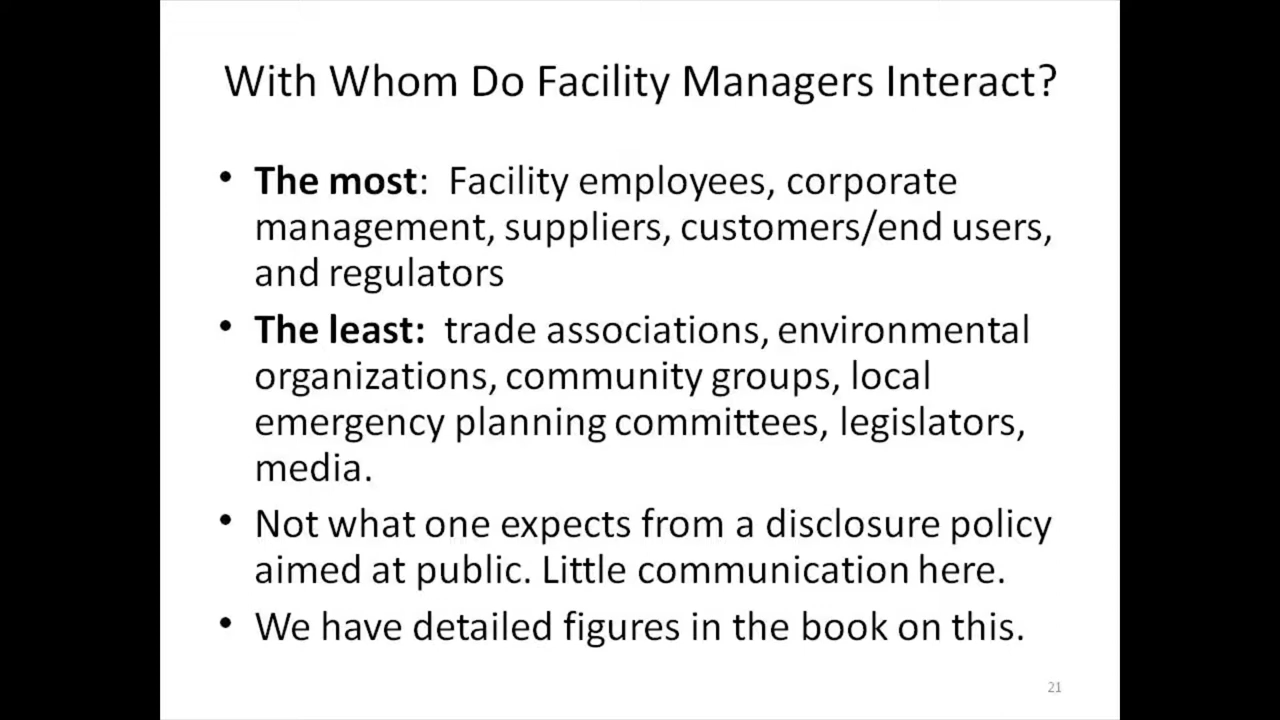 With Whom Do Facility Managers Interact?
• The most:  Facility employees, corporate
management, suppliers, customers/end users,
and regulators
• The least:  trade associations, environmental
organizations, community groups, local
emergency planning committees, legislators,
media.
• Not what one expects from a disclosure policy
aimed at public. Little communication here.
• We have detailed figures in the book on this.
21